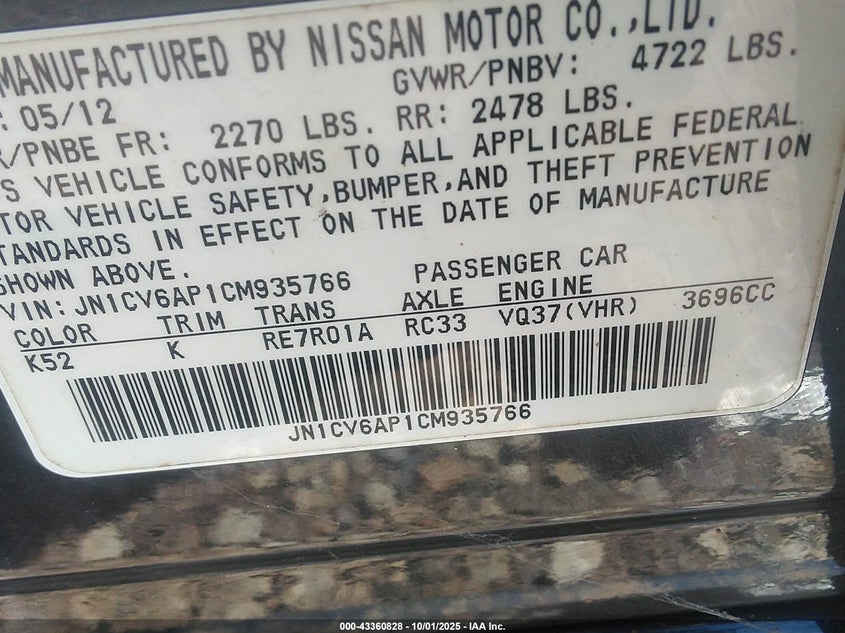 MANUFACTURED BY NISSAN MOTOR CO.,LTD.
: 05/12 GVWR/PNBV: 4722 LBS.
R/PNBE FR: 2270 LBS. RR: 2478 LBS.
S VEHICLE CONFORMS TO ALL APPLICABLE FEDERAL
TOR VEHICLE SAFETY,BUMPER,AND THEFT PREVENTION
TANDARDS IN EFFECT ON THE DATE OF MANUFACTURE
SHOWN ABOVE.
VIN:JN1CV6AP1CM935766 PASSENGER CAR
COLOR TRIM TRANS AXLE ENGINE
K52 K RE7R01A RC33 VQ37(VHR) 3696CC
JN1CV6AP1CM935766
000-43360828 - 10/01/2025 - IAA Inc.